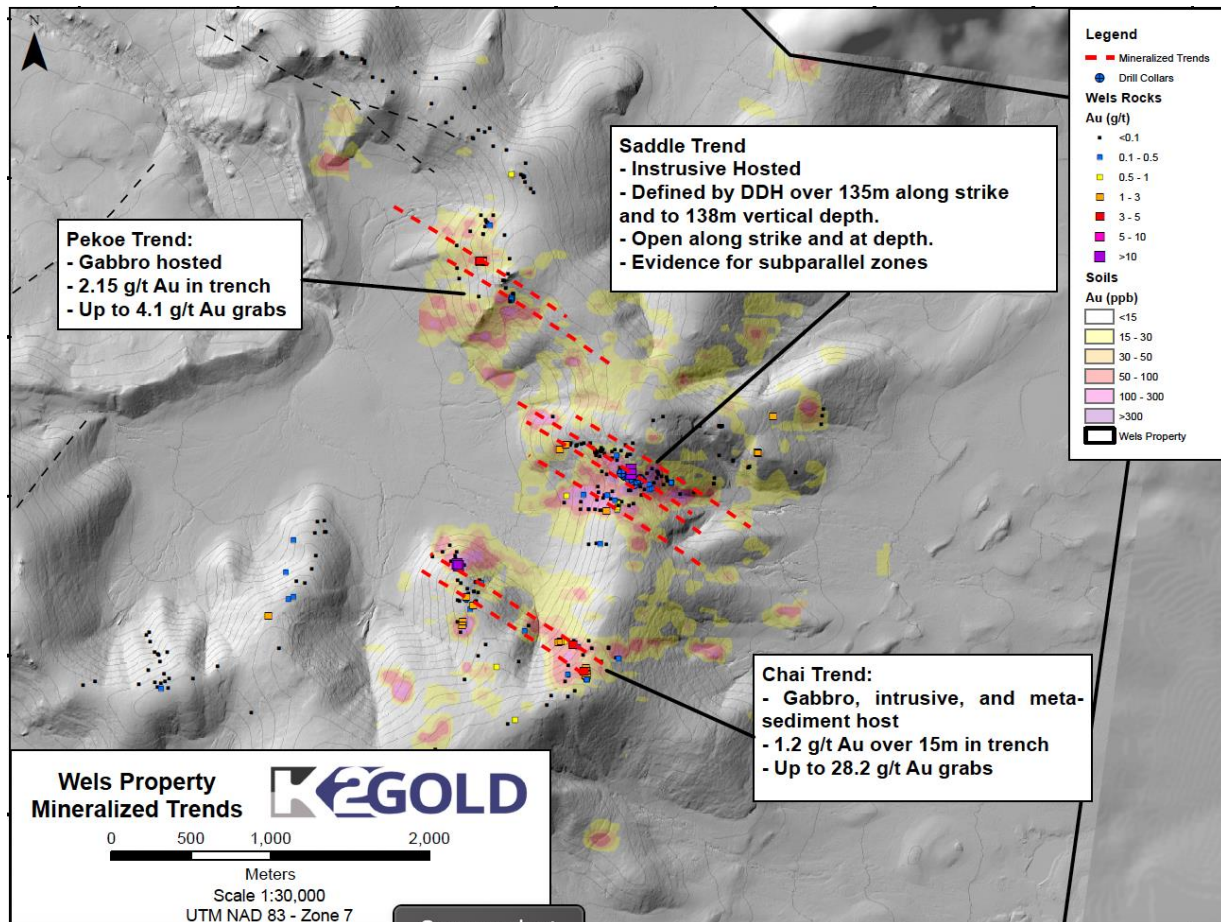 N
Legend
Mineralized Trends
Drill Collars
Wels Rocks
Au (g/t)
<0.1
0.1 - 0.5
0.5 - 1
1 - 3
3 - 5
5 - 10
>10
Soils
Au (ppb)
<15
15 - 30
30 - 50
50 - 100
100 - 300
>300
Wels Property
Saddle Trend
- Instrusive Hosted
- Defined by DDH over 135m along strike
and to 138m vertical depth.
- Open along strike and at depth.
- Evidence for subparallel zones
Pekoe Trend:
- Gabbro hosted
- 2.15 g/t Au in trench
- Up to 4.1 g/t Au grabs
Chai Trend:
- Gabbro, intrusive, and meta-
sediment host
- 1.2 g/t Au over 15m in trench
- Up to 28.2 g/t Au grabs
Wels Property
Mineralized Trends
K2GOLD
0 500 1,000 2,000
Meters
Scale 1:30,000
UTM NAD 83 - Zone 7